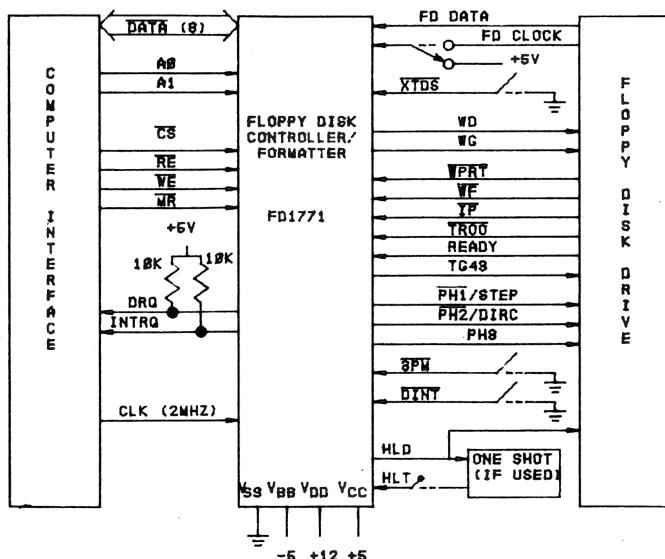 DATA (8)
A0
A1
CS
RE
WE
MR
+5V
10K
10K
DRQ
INTRQ
CLK (2MHZ)
COMPUTER INTERFACE
FLOPPY DISK
CONTROLLER/
FORMATTER
FD1771
VSS VBB VDD VCC
-5 +12 +5
FD DATA
FD CLOCK
+5V
XTDS
WD
WG
WPRT
WF
IP
TROO
READY
TG43
PH1/STEP
PH2/DIRC
PH3
3PM
DINT
HLD
HLT
ONE SHOT
(IF USED)
FLOPPY DISK DRIVE